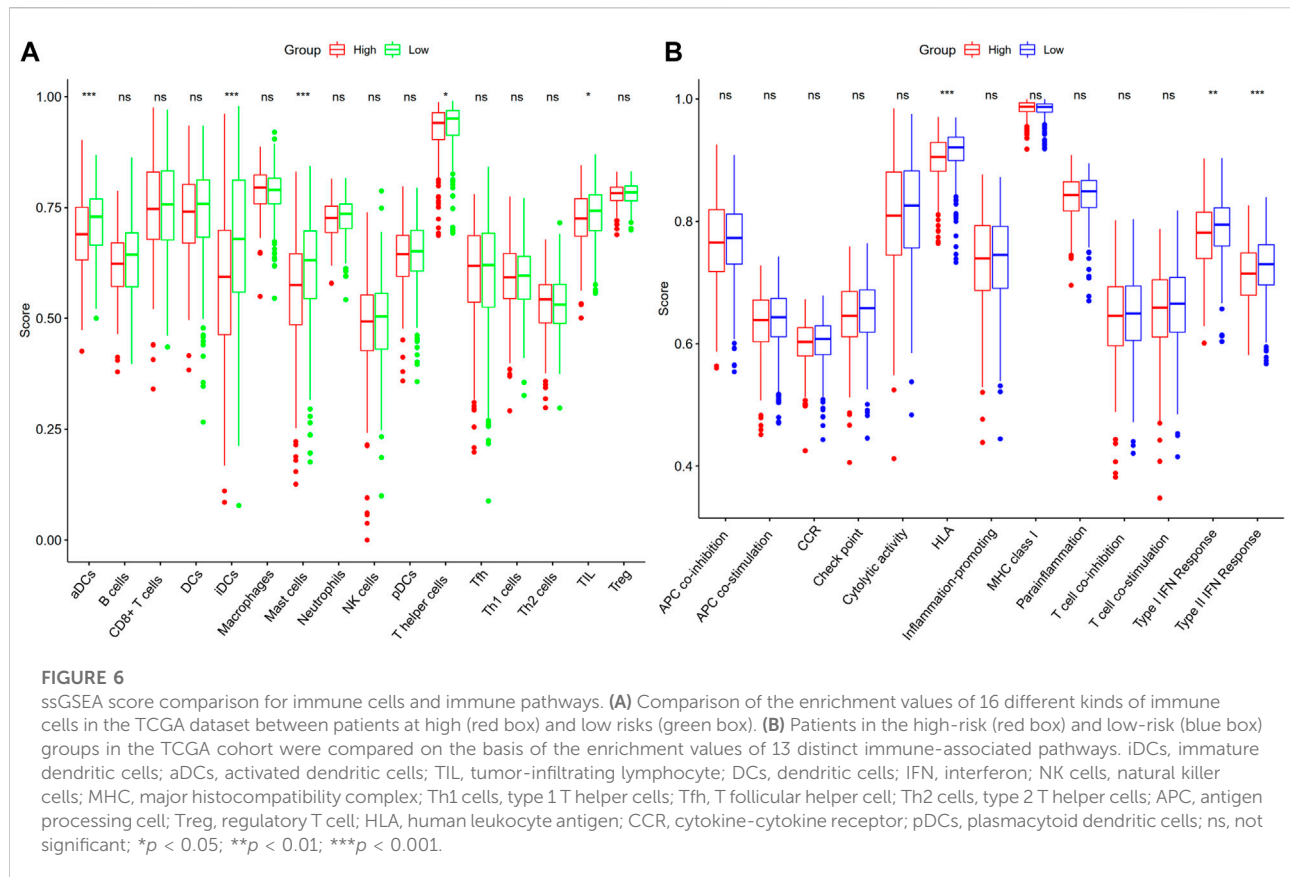 A
Group High Low
1.00
0.75
0.50
0.25
0.00
Score
*** ns ns ns *** ns *** ns ns ns * ns ns ns * ns
aDCs
B cells
CD8+ T cells
DCs
iDCs
Macrophages
Mast cells
Neutrophils
NK cells
pDCs
T helper cells
Tfh
Th1 cells
Th2 cells
TIL
Treg
B
Group High Low
1.0
0.8
0.6
0.4
Score
ns ns ns ns ns *** ns ns ns ns ns ** ***
APC co-inhibition
APC co-stimulation
CCR
Check point
Cytolytic activity
HLA
Inflammation-promoting
MHC class I
Parainflammation
T cell co-inhibition
T cell co-stimulation
Type I IFN Response
Type II IFN Response
FIGURE 6
ssGSEA score comparison for immune cells and immune pathways. (A) Comparison of the enrichment values of 16 different kinds of immune
cells in the TCGA dataset between patients at high (red box) and low risks (green box). (B) Patients in the high-risk (red box) and low-risk (blue box)
groups in the TCGA cohort were compared on the basis of the enrichment values of 13 distinct immune-associated pathways. iDCs, immature
dendritic cells; aDCs, activated dendritic cells; TIL, tumor-infiltrating lymphocyte; DCs, dendritic cells; IFN, interferon; NK cells, natural killer
cells; MHC, major histocompatibility complex; Th1 cells, type 1 T helper cells; Tfh, T follicular helper cell; Th2 cells, type 2 T helper cells; APC, antigen
processing cell; Treg, regulatory T cell; HLA, human leukocyte antigen; CCR, cytokine-cytokine receptor; pDCs, plasmacytoid dendritic cells; ns, not
significant; *p < 0.05; **p < 0.01; ***p < 0.001.